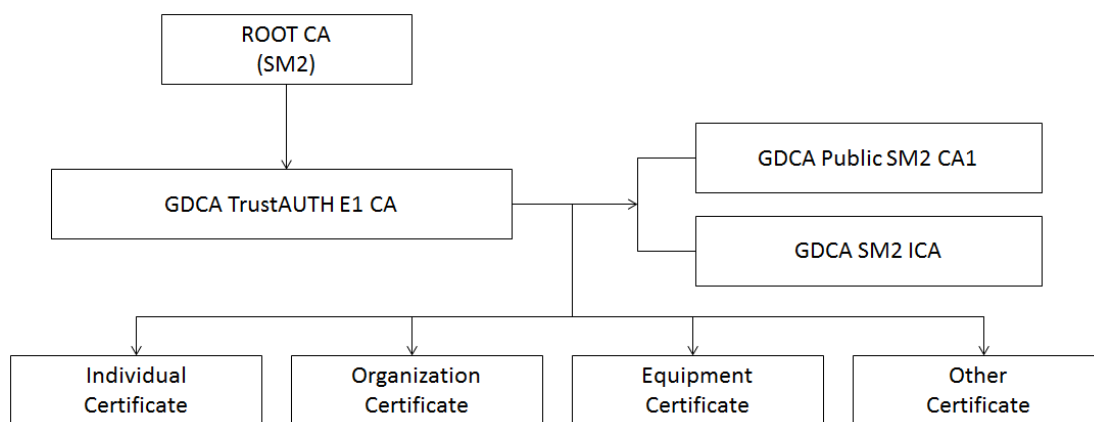 ROOT CA
(SM2)
GDCA TrustAUTH E1 CA
GDCA Public SM2 CA1
GDCA SM2 ICA
Individual
Certificate
Organization
Certificate
Equipment
Certificate
Other
Certificate